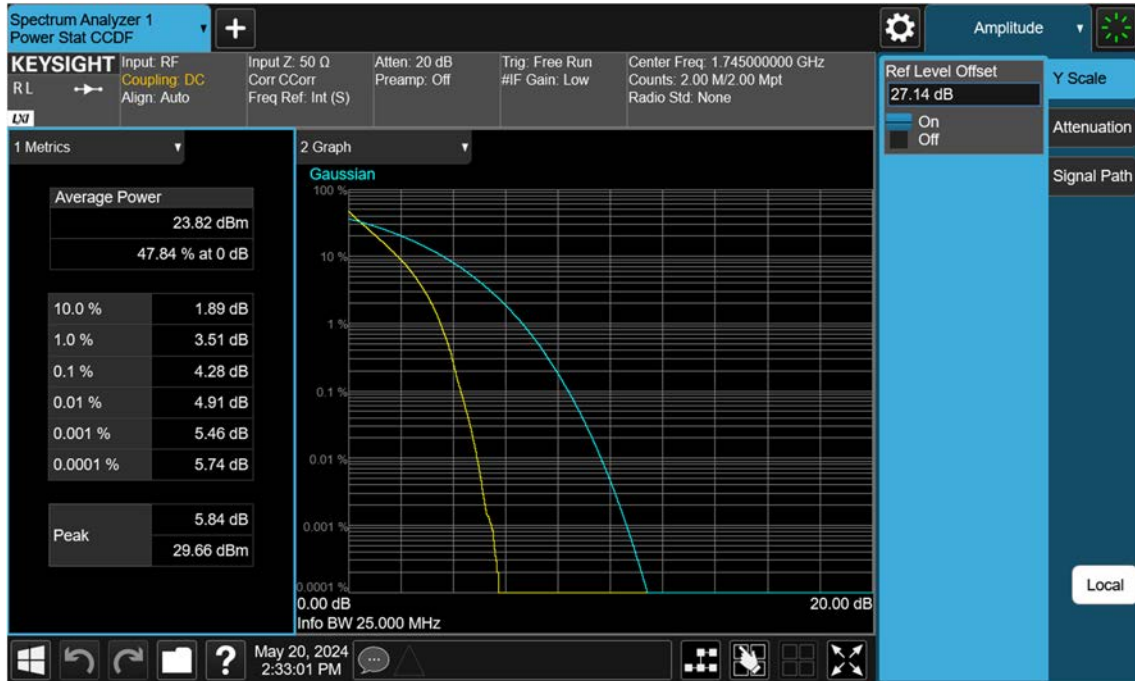 Spectrum Analyzer 1
Power Stat CCDF
▼
+
Amplitude
▼
KEYSIGHT
RL
LXI
Input: RF
Coupling: DC
Align: Auto
Input Z: 50 Ω
Corr CCorr
Freq Ref: Int (S)
Atten: 20 dB
Preamp: Off
Trig: Free Run
#IF Gain: Low
Center Freq: 1.745000000 GHz
Counts: 2.00 M/2.00 Mpt
Radio Std: None
Ref Level Offset
27.14 dB
On
Off
Y Scale
Attenuation
Signal Path
Local
1 Metrics ▼
Average Power
23.82 dBm
47.84 % at 0 dB
10.0 % 1.89 dB
1.0 % 3.51 dB
0.1 % 4.28 dB
0.01 % 4.91 dB
0.001 % 5.46 dB
0.0001 % 5.74 dB
Peak
5.84 dB
29.66 dBm
2 Graph ▼
Gaussian
100 %
10 %
1 %
0.1 %
0.01 %
0.001 %
0.0001 %
0.00 dB 20.00 dB
Info BW 25.000 MHz
?
May 20, 2024
2:33:01 PM